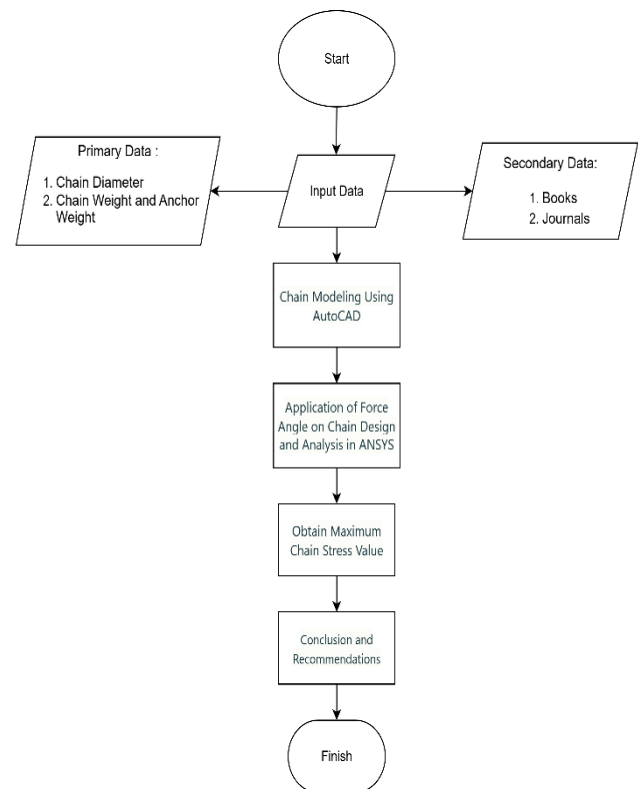 Start
Primary Data :
1. Chain Diameter
2. Chain Weight and Anchor
Weight
Input Data
Secondary Data:
1. Books
2. Journals
Chain Modeling Using
AutoCAD
Application of Force
Angle on Chain Design
and Analysis in ANSYS
Obtain Maximum
Chain Stress Value
Conclusion and
Recommendations
Finish